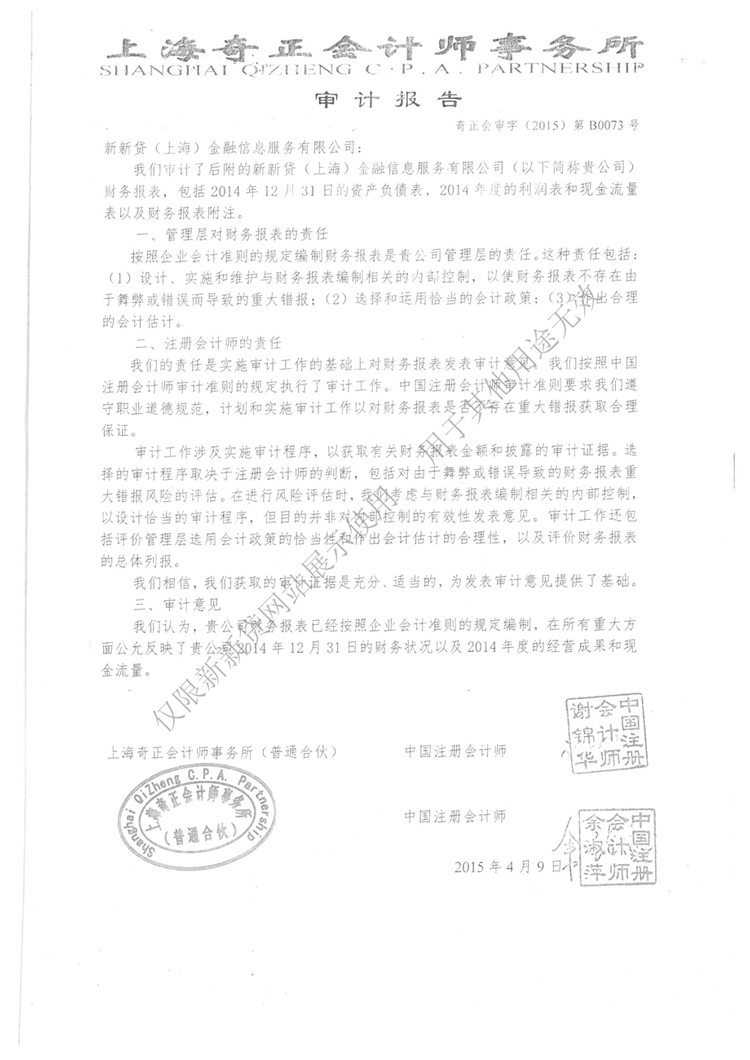 上海奇正会计师事务所
SHANGHAI QIZHENG C.P.A. PARTNERSHIP
审计报告
奇正会审字（2015）第 B0073 号
新新贷（上海）金融信息服务有限公司：
我们审计了后附的新新贷（上海）金融信息服务有限公司（以下简称贵公司）
财务报表，包括 2014 年 12 月 31 日的资产负债表，2014 年度的利润表和现金流量
表以及财务报表附注。
一、管理层对财务报表的责任
按照企业会计准则的规定编制财务报表是贵公司管理层的责任。这种责任包括：
（1）设计、实施和维护与财务报表编制相关的内部控制，以使财务报表不存在由
于舞弊或错误而导致的重大错报；（2）选择和运用恰当的会计政策；（3）作出合理
的会计估计。
二、注册会计师的责任
我们的责任是实施审计工作的基础上对财务报表发表审计意见。我们按照中国
注册会计师审计准则的规定执行了审计工作。中国注册会计师审计准则要求我们遵
守职业道德规范，计划和实施审计工作以对财务报表是否不存在重大错报获取合理
保证。
审计工作涉及实施审计程序，以获取有关财务报表金额和披露的审计证据。选
择的审计程序取决于注册会计师的判断，包括对由于舞弊或错误导致的财务报表重
大错报风险的评估。在进行风险评估时，我们考虑与财务报表编制相关的内部控制，
以设计恰当的审计程序，但目的并非对内部控制的有效性发表意见。审计工作还包
括评价管理层选用会计政策的恰当性和作出会计估计的合理性，以及评价财务报表
的总体列报。
我们相信，我们获取的审计证据是充分、适当的，为发表审计意见提供了基础。
三、审计意见
我们认为，贵公司财务报表已经按照企业会计准则的规定编制，在所有重大方
面公允反映了贵公司2014 年 12 月 31 日的财务状况以及 2014 年度的经营成果和现
金流量。
仅限新新贷网站展示使用 用于其他用途无效
上海奇正会计师事务所（普通合伙） 中国注册会计师
中国注册会计师谢锦华
Shanghai QiZheng C.P.A. Partnership
上海奇正会计师事务所
（普通合伙）
中国注册会计师
中国注册会计师余淑萍
2015 年 4 月 9 日